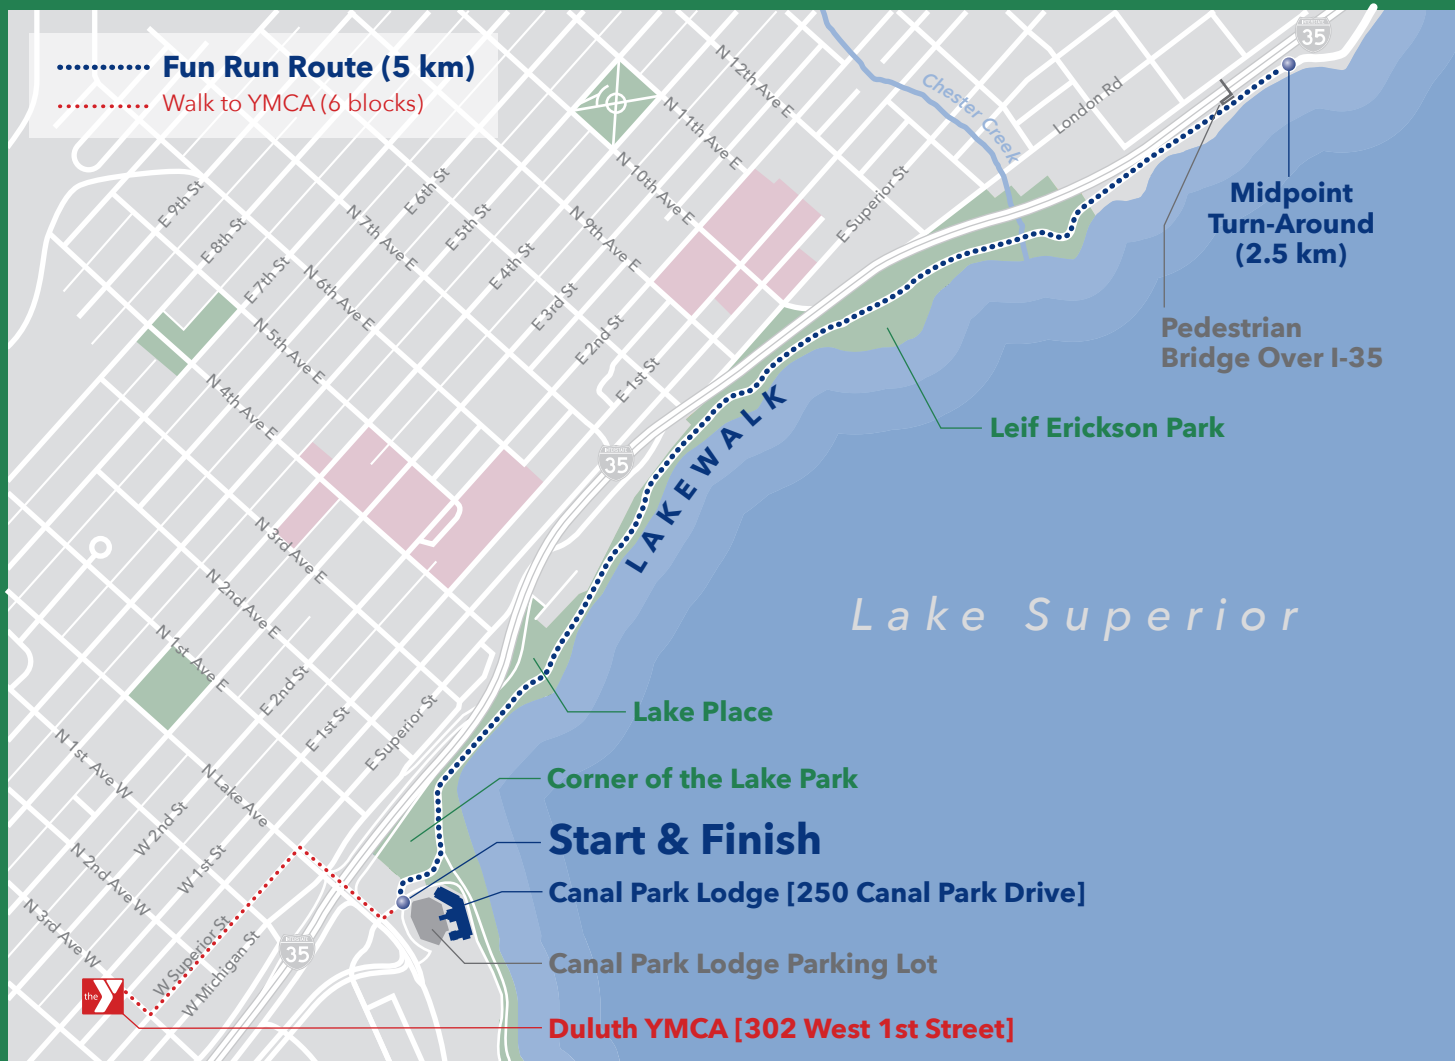 Fun Run Route (5 km)
Walk to YMCA (6 blocks)
INTERSTATE
35
N 12th Ave E
N 11th Ave E
N 10th Ave E
N 9th Ave E
N 7th Ave E
N 6th Ave E
N 5th Ave E
N 4th Ave E
N 3rd Ave E
N 2nd Ave E
N 1st Ave E
N Lake Ave
N 1st Ave W
N 2nd Ave W
N 3rd Ave W
E 9th St
E 8th St
E 7th St
E 6th St
E 5th St
E 4th St
E 3rd St
E 2nd St
E 1st St
E Superior St
London Rd
Chester Creek
Midpoint
Turn-Around
(2.5 km)
Pedestrian
Bridge Over I-35
Leif Erickson Park
LAKEWALK
INTERSTATE
35
Lake Superior
E 2nd St
E 1st St
E Superior St
Lake Place
Corner of the Lake Park
Start & Finish
Canal Park Lodge [250 Canal Park Drive]
Canal Park Lodge Parking Lot
Duluth YMCA [302 West 1st Street]
W 2nd St
W 1st St
W Superior St
W Michigan St
INTERSTATE
35
the Y